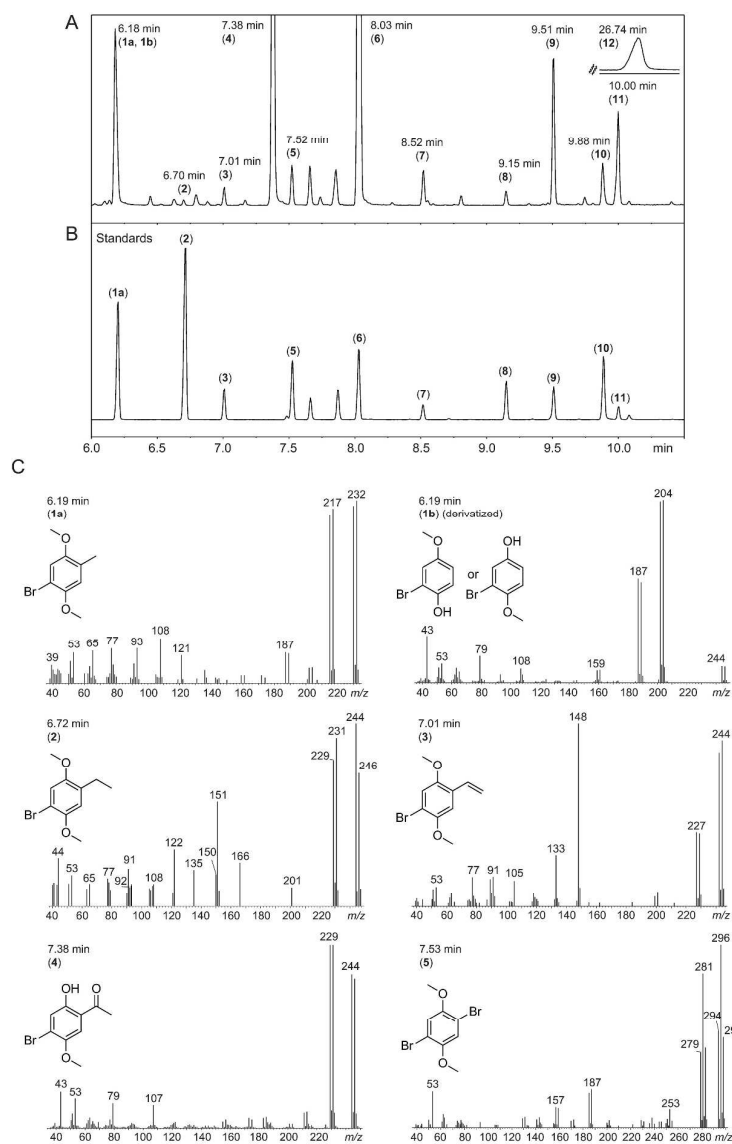 A
6.18 min
(1a, 1b)
7.38 min
(4)
8.03 min
(6)
9.51 min
(9)
26.74 min
(12)
10.00 min
(11)
7.52 min
(5)
7.01 min
(3)
6.70 min
(2)
8.52 min
(7)
9.15 min
(8)
9.88 min
(10)
B
Standards
(1a)
(2)
(3)
(5)
(6)
(7)
(8)
(9)
(10)
(11)
6.0 6.5 7.0 7.5 8.0 8.5 9.0 9.5 10.0 min
C
6.19 min
(1a)
O
Br
O
39 53 65 77 93 108 121 187 217 232
40 60 80 100 120 140 160 180 200 220 m/z
6.19 min
(1b) (derivatized)
O
Br
OH
or
OH
Br
O
43 53 79 108 159 187 204 244
40 60 80 100 120 140 160 180 200 220 m/z
6.72 min
(2)
O
Br
O
44 53 65 77 92 91 108 122 135 150 151 166 201 229 231 244 246
40 60 80 100 120 140 160 180 200 220 m/z
7.01 min
(3)
O
Br
O
53 77 91 105 133 148 227 244
40 60 80 100 120 140 160 180 200 220 m/z
7.38 min
(4)
OH O
Br
O
43 53 79 107 229 244
40 60 80 100 120 140 160 180 200 220 m/z
7.53 min
(5)
O
Br
Br
O
53 157 187 253 279 281 294 296
40 60 80 100 120 140 160 180 200 220 240 260 280 m/z